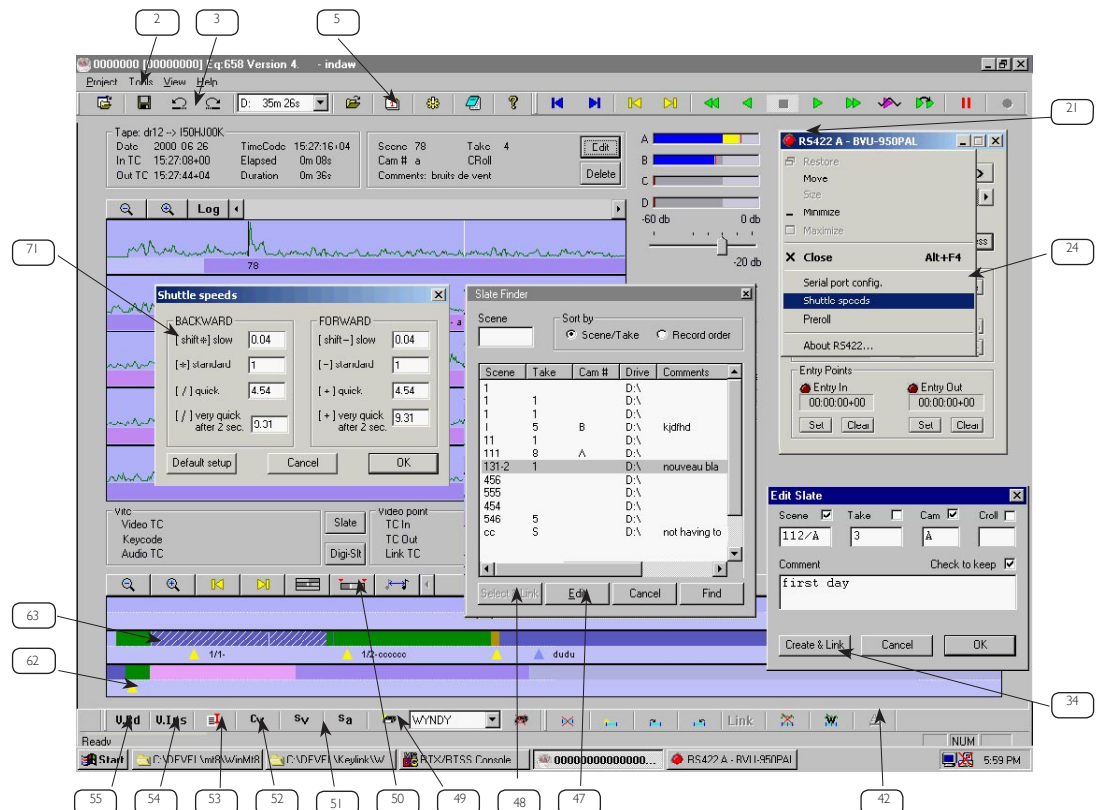 2 3 5
0000000 [00000000] Eq:658 Version 4. - indaw
Project Tools View Help
D: 35m 26s
21
Tape: dr12 --> I50HJ00K
Date 2000 06 26 TimeCode 15:27:16+04
In TC 15:27:08+00 Elapsed 0m 08s
Out TC 15:27:44+04 Duration 0m 36s
Scene 78 Take 4
Cam # a CRoll
Comments: bruits de vent
Edit
Delete
A
B
C
D
-60 db 0 db
-20 db
RS422 A - BVU-950PAL
Restore
Move
Size
Minimize
Maximize
Close Alt+F4
Serial port config.
Shuttle speeds
Preroll
About RS422...
24
Log
78
71
Shuttle speeds
BACKWARD FORWARD
[ shift÷] slow 0.04 [ shift−] slow 0.04
[÷] standard 1 [−] standard 1
[ / ] quick 4.54 [ + ] quick 4.54
[ / ] very quick after 2 sec. 9.31 [ + ] very quick after 2 sec. 9.31
Default setup Cancel OK
Slate Finder
Scene
Sort by
Scene/Take Record order
Scene Take Cam # Drive Comments
1 D:\
1 1 D:\
1 1 D:\
I 5 B D:\ kjdfhd
11 1 D:\
111 8 A D:\
131-2 1 D:\ nouveau bla
456 D:\
555 D:\
454 D:\
546 5 D:\
cc S D:\ not having to
Select Link Edit Cancel Find
Entry Points
Entry In Entry Out
00:00:00+00 00:00:00+00
Set Clear Set Clear
Edit Slate
Scene Take Cam Croll
112/A 3 A
Comment Check to keep
first day
Create & Link Cancel OK
34
Vitc
Video TC
Keycode
Audio TC
Slate
Digi-Slt
Video point
TC In
TC Out
Link TC
63
1/1- 1/2-cccccc dudu
62
V.Rd V.Ins Cv Sv Sa WYNDY Link W
Ready NUM
Start C:\DEVEL\mt8\WinMt8 C:\DEVEL\Keylink\W RTX/RTSS Console 00000000000000... RS422 A - BVU-950PAL 5:59 PM
55 54 53 52 51 50 49 48 47 42